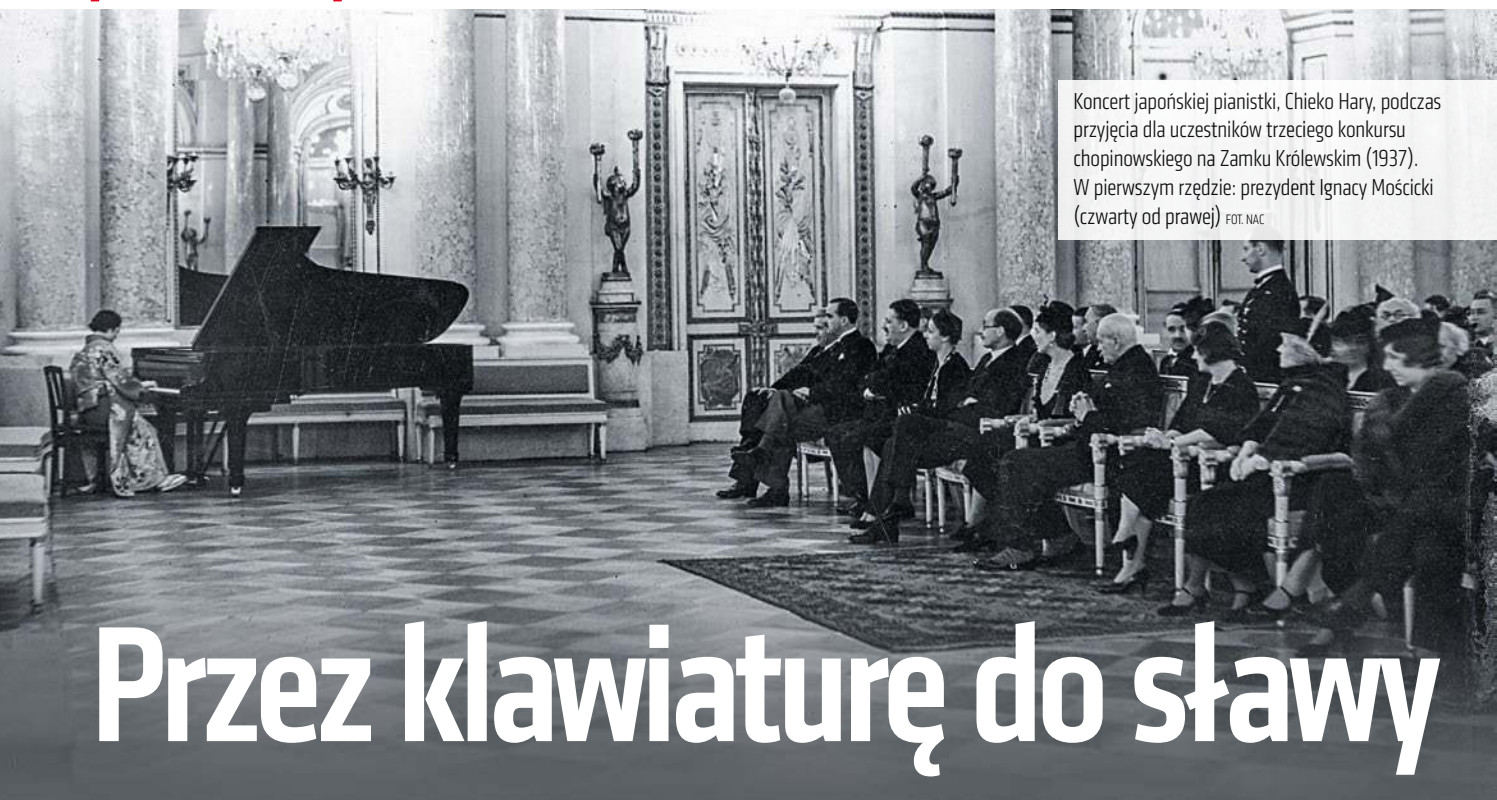 Koncert japońskiej pianistki, Chieko Hary, podczas
przyjęcia dla uczestników trzeciego konkursu
chopinowskiego na Zamku Królewskim (1937).
W pierwszym rzędzie: prezydent Ignacy Mościcki
(czwarty od prawej) FOT. NAC
Przez klawiaturę do sławy